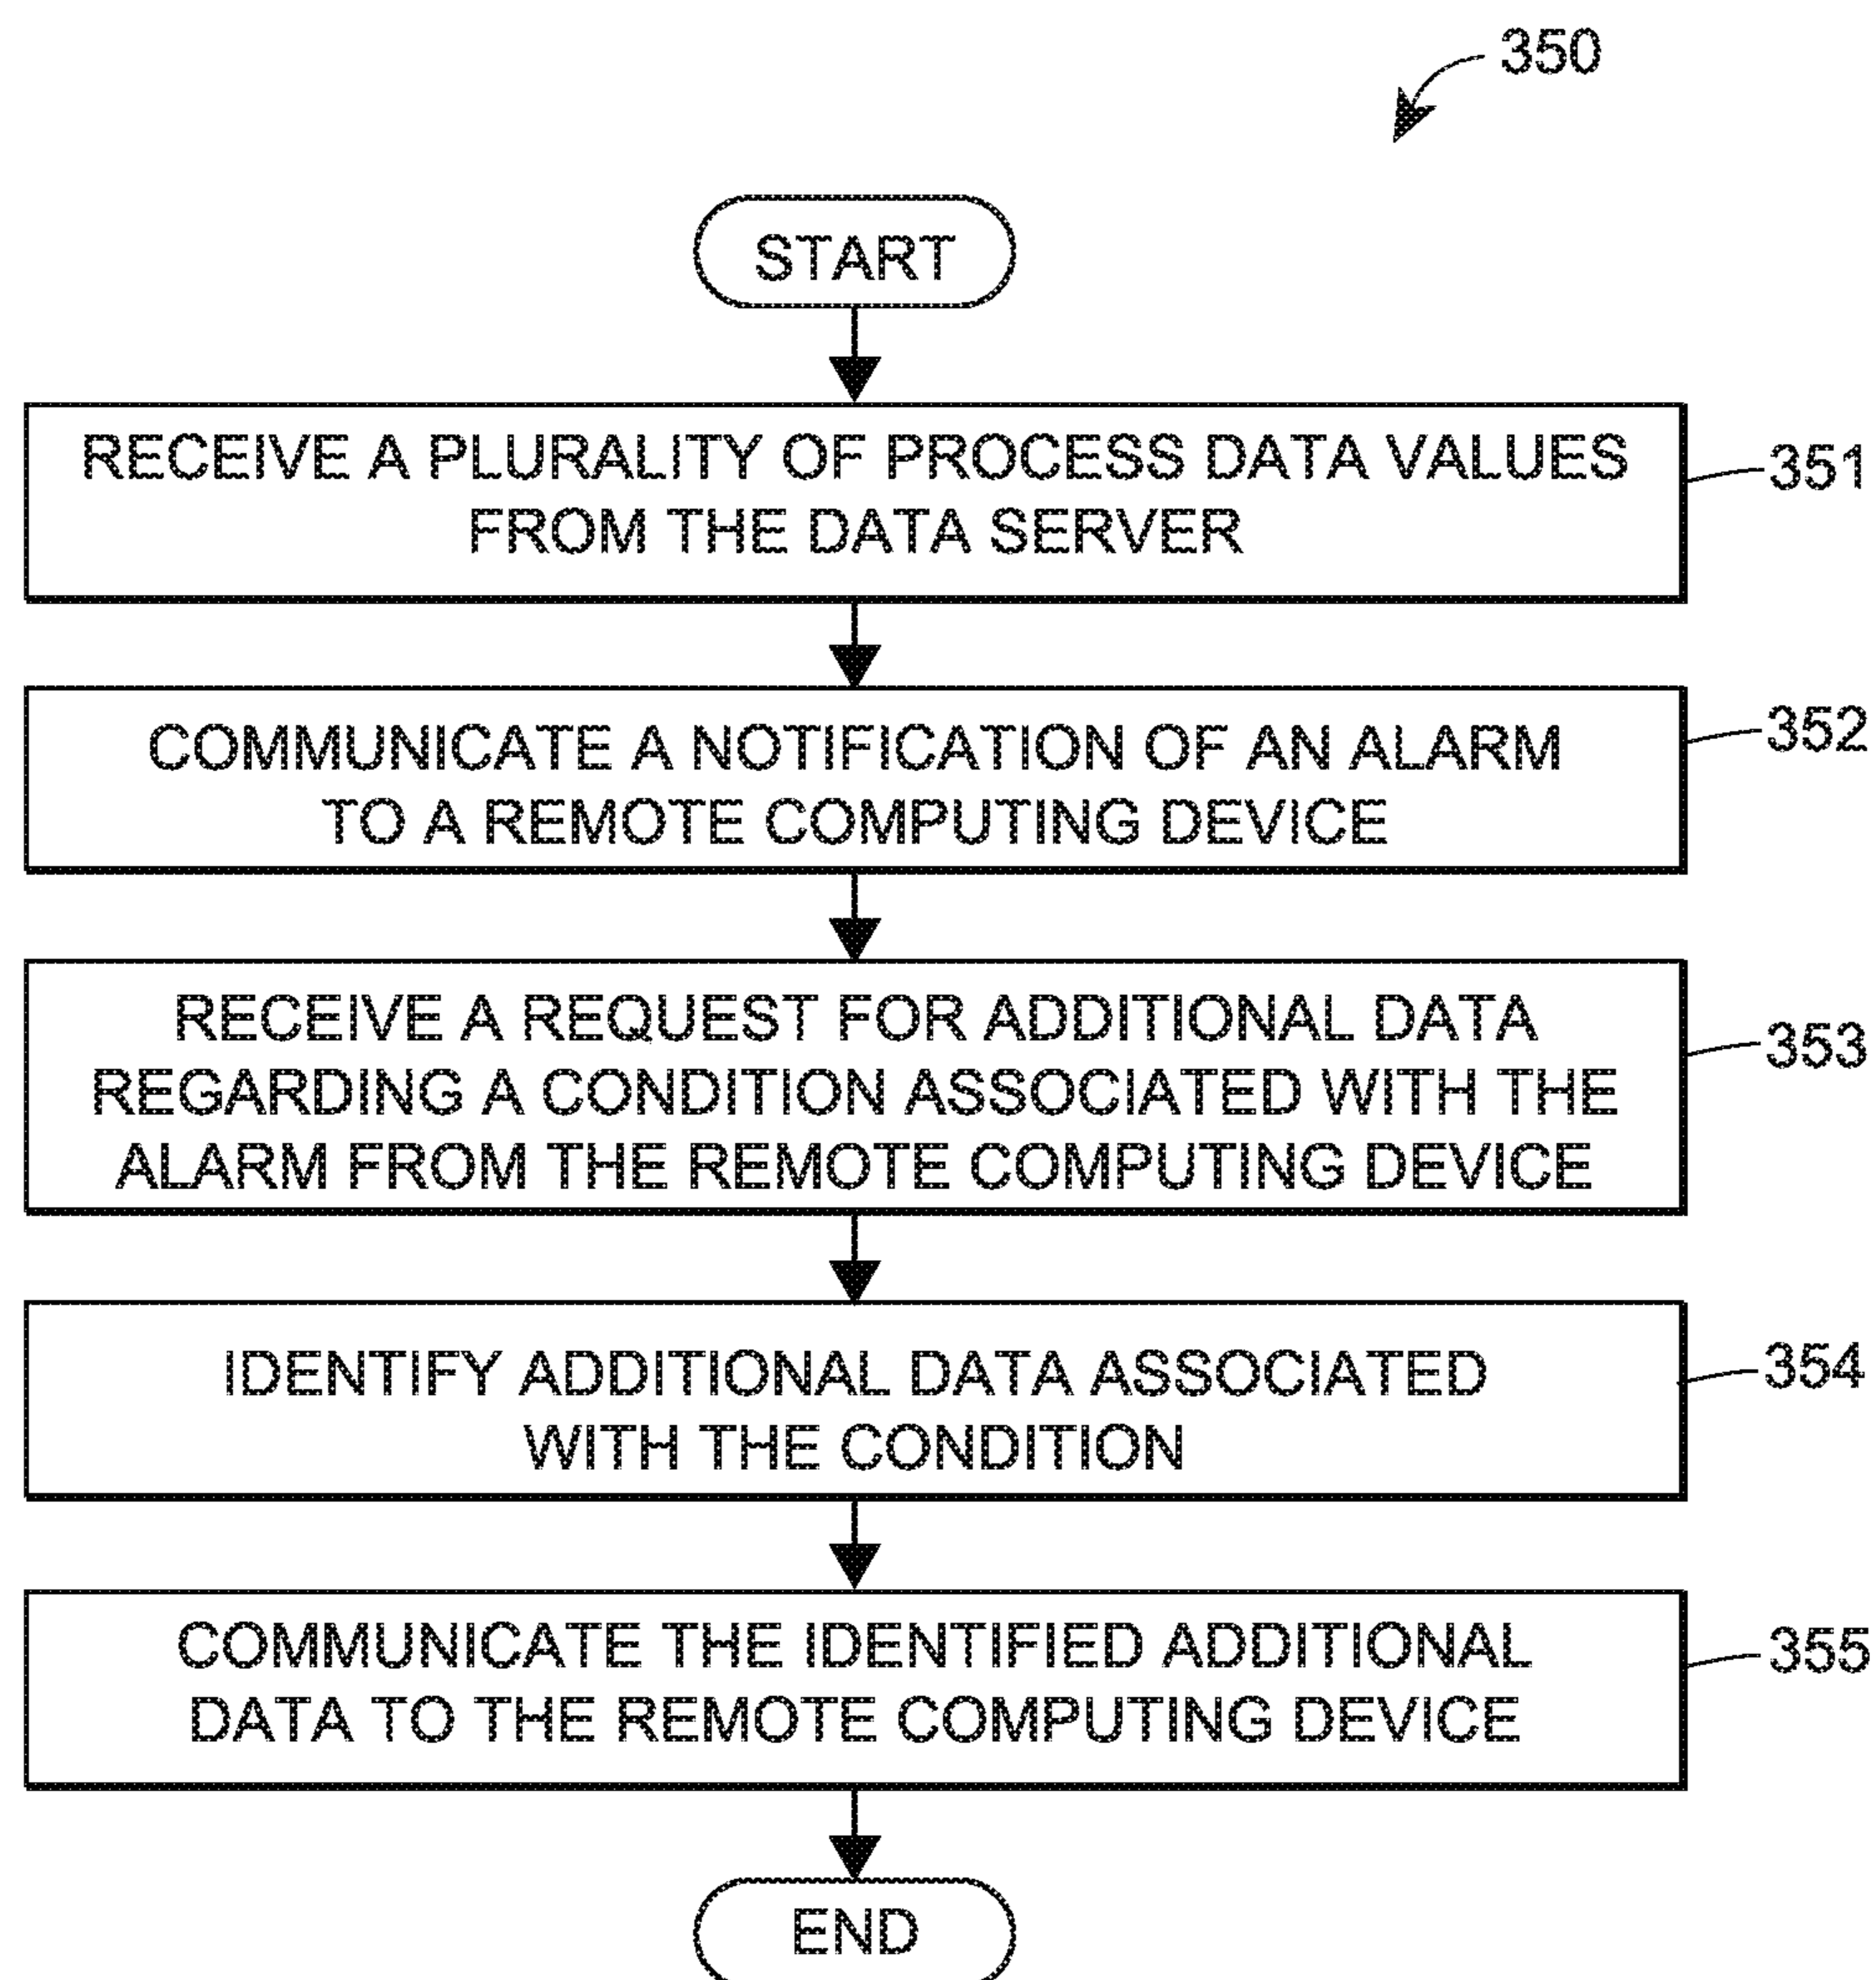 350
START
RECEIVE A PLURALITY OF PROCESS DATA VALUES
FROM THE DATA SERVER
351
COMMUNICATE A NOTIFICATION OF AN ALARM
TO A REMOTE COMPUTING DEVICE
352
RECEIVE A REQUEST FOR ADDITIONAL DATA
REGARDING A CONDITION ASSOCIATED WITH THE
ALARM FROM THE REMOTE COMPUTING DEVICE
353
IDENTIFY ADDITIONAL DATA ASSOCIATED
WITH THE CONDITION
354
COMMUNICATE THE IDENTIFIED ADDITIONAL
DATA TO THE REMOTE COMPUTING DEVICE
355
END